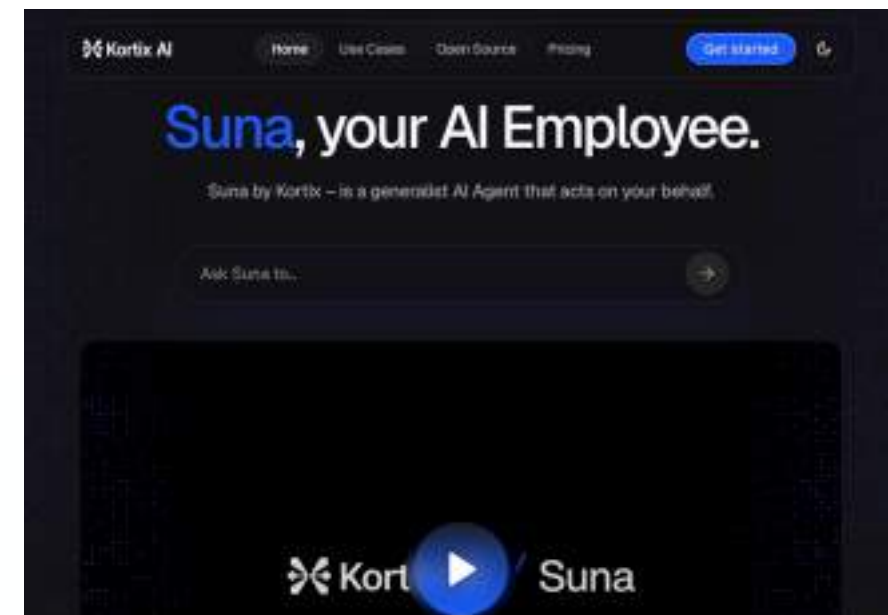 Kortix AI Home Use Cases Open Source Pricing Get started
Suna, your AI Employee.
Suna by Kortix – is a generalist AI Agent that acts on your behalf.
Ask Suna to...
Kort / Suna